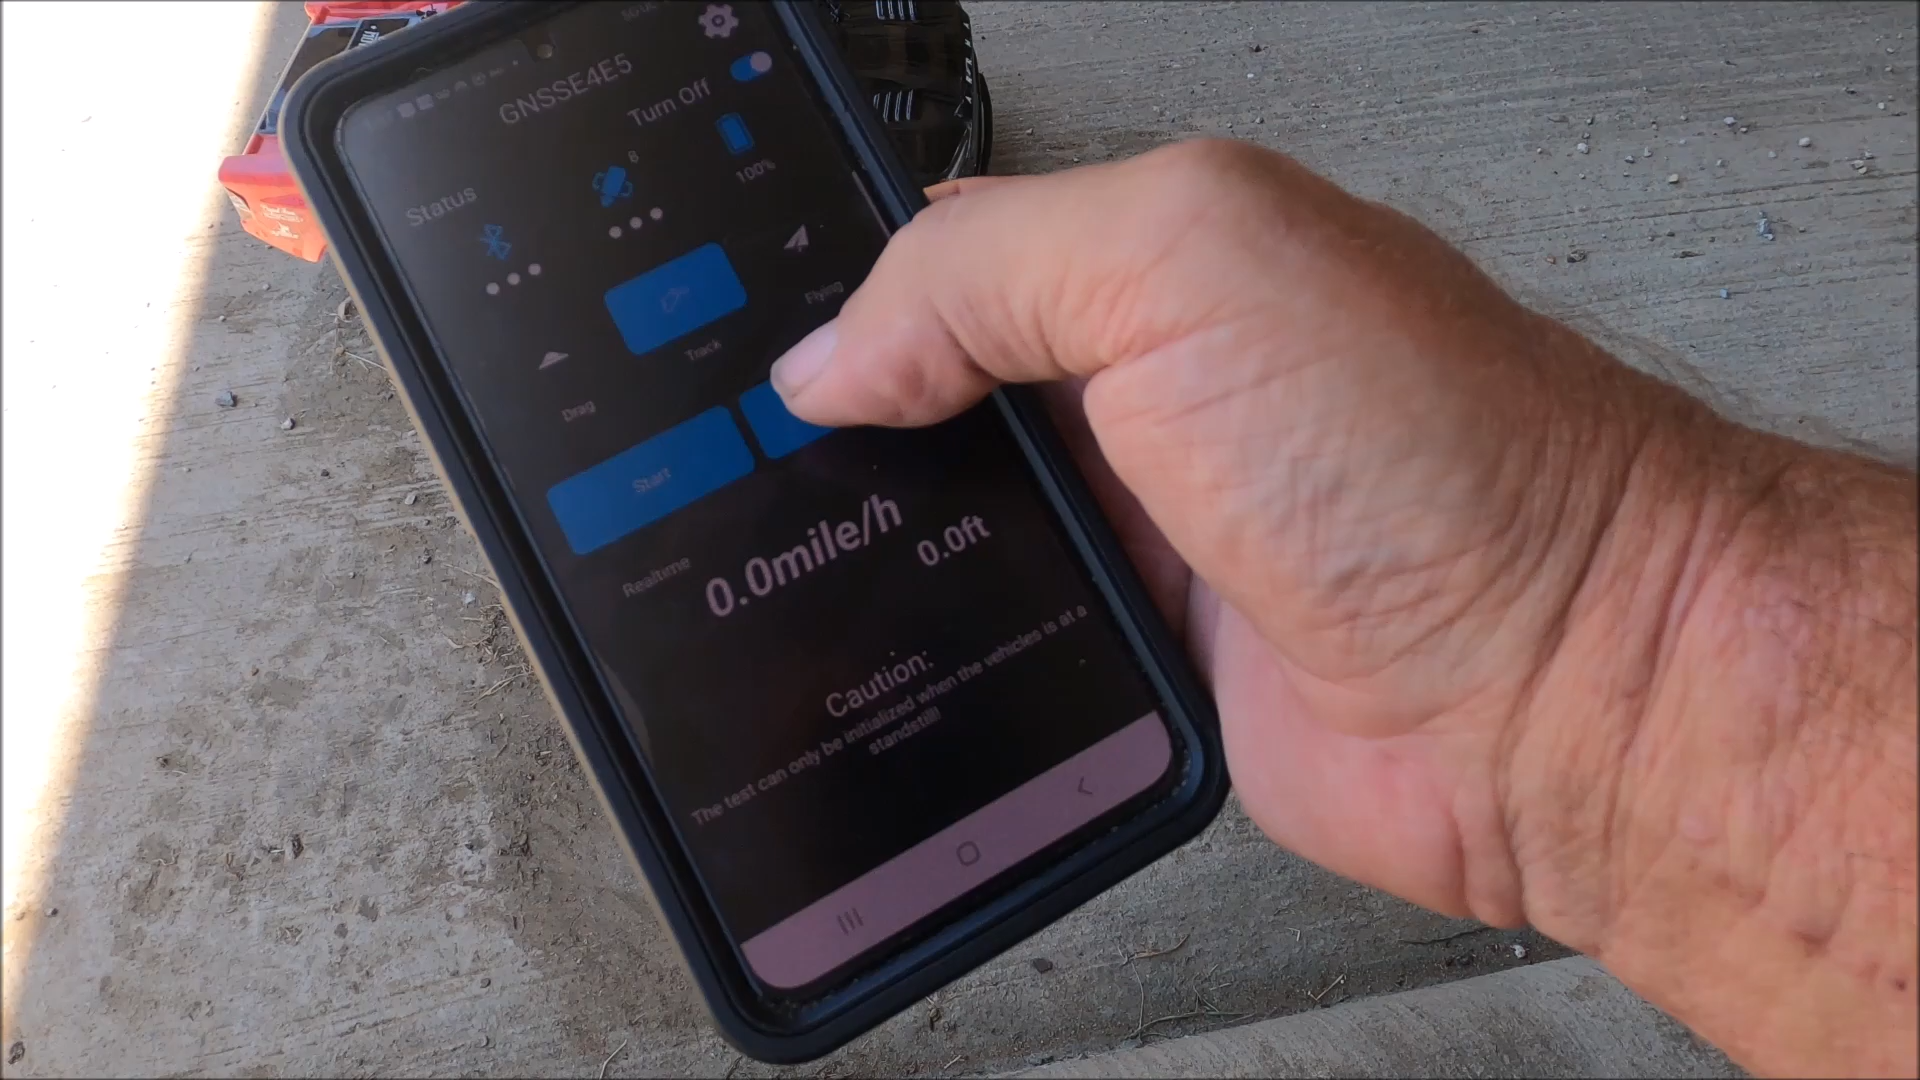 GNSSE4E5
Turn Off
Status
8
100%
Drag
Track
Flying
Start
Realtime
0.0mile/h
0.0ft
Caution:
The test can only be initialized when the vehicles is at a
standstill!